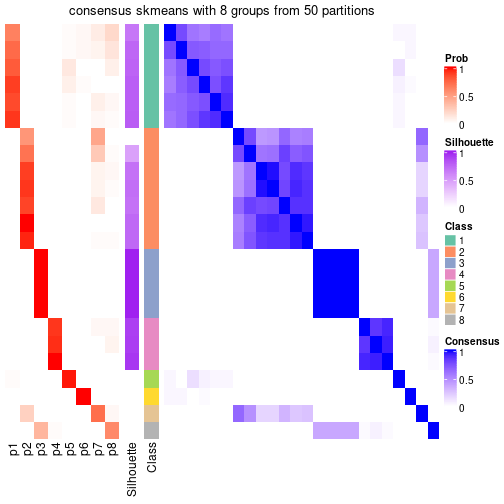 consensus skmeans with 8 groups from 50 partitions
Prob
1
0.5
0
Silhouette
1
0.5
0
Class
1
2
3
4
5
6
7
8
Consensus
1
0.5
0
p1
p2
p3
p4
p5
p6
p7
p8
Silhouette
Class